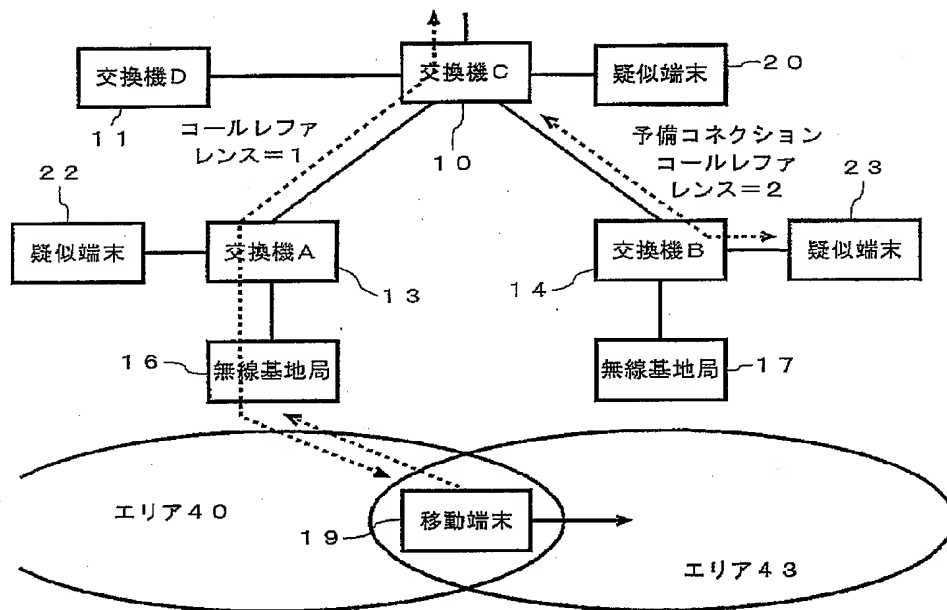 交換機D
交換機C
疑似端末
20
11
10
コールレファ
レンス=1
予備コネクション
コールレファ
レンス=2
22
23
疑似端末
交換機A
交換機B
疑似端末
13
14
16
無線基地局
無線基地局
17
エリア40
19
移動端末
エリア43